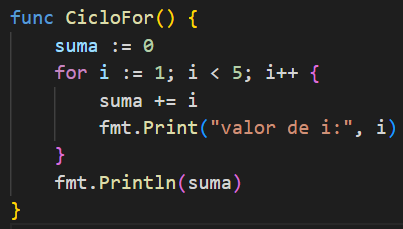 func CicloFor() {
    suma := 0
    for i := 1; i < 5; i++ {
        suma += i
        fmt.Print("valor de i:", i)
    }
    fmt.Println(suma)
}